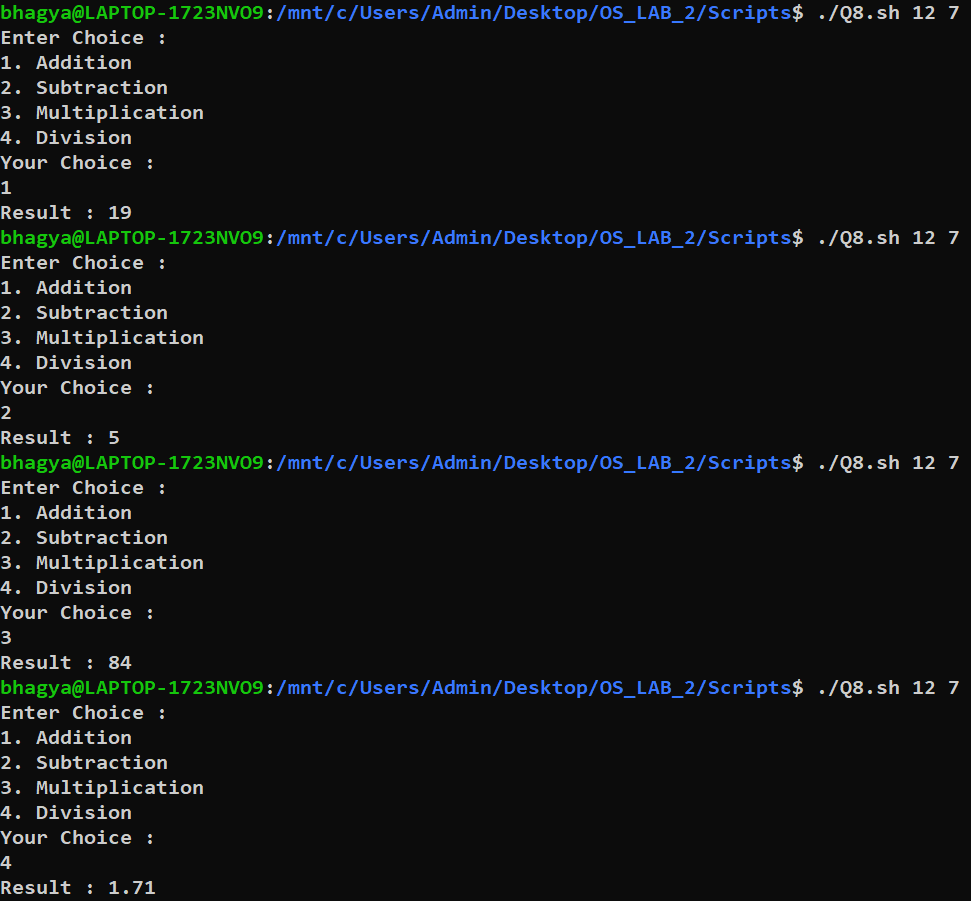 bhagya@LAPTOP-1723NVO9:/mnt/c/Users/Admin/Desktop/OS_LAB_2/Scripts$ ./Q8.sh 12 7
Enter Choice :
1. Addition
2. Subtraction
3. Multiplication
4. Division
Your Choice :
1
Result : 19
bhagya@LAPTOP-1723NVO9:/mnt/c/Users/Admin/Desktop/OS_LAB_2/Scripts$ ./Q8.sh 12 7
Enter Choice :
1. Addition
2. Subtraction
3. Multiplication
4. Division
Your Choice :
2
Result : 5
bhagya@LAPTOP-1723NVO9:/mnt/c/Users/Admin/Desktop/OS_LAB_2/Scripts$ ./Q8.sh 12 7
Enter Choice :
1. Addition
2. Subtraction
3. Multiplication
4. Division
Your Choice :
3
Result : 84
bhagya@LAPTOP-1723NVO9:/mnt/c/Users/Admin/Desktop/OS_LAB_2/Scripts$ ./Q8.sh 12 7
Enter Choice :
1. Addition
2. Subtraction
3. Multiplication
4. Division
Your Choice :
4
Result : 1.71